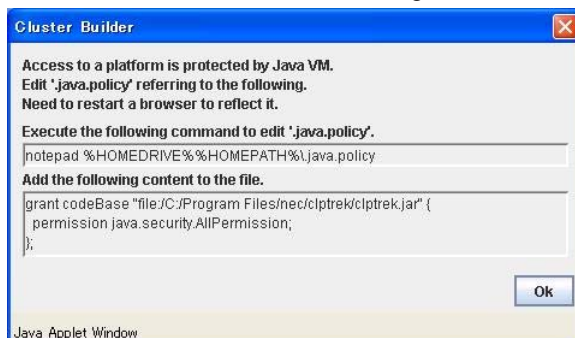 Cluster Builder
Access to a platform is protected by Java VM.
Edit '.java.policy' referring to the following.
Need to restart a browser to reflect it.
Execute the following command to edit '.java.policy'.
notepad %HOMEDRIVE%%HOMEPATH%\.java.policy
Add the following content to the file.
grant codeBase "file:/C:/Program Files/nec/clptrek/clptrek.jar" {
permission java.security.AllPermission;
};
Ok
Java Applet Window